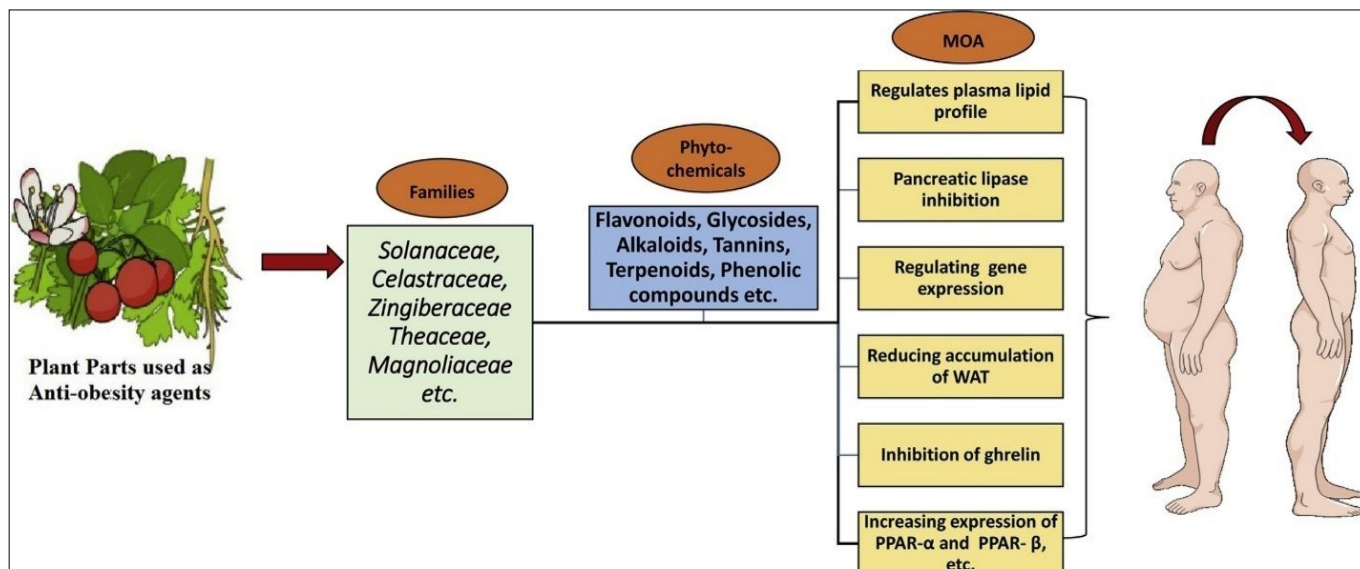 Plant Parts used as
Anti-obesity agents
Families
Solanaceae,
Celastraceae,
Zingiberaceae
Theaceae,
Magnoliaceae
etc.
Phyto-
chemicals
Flavonoids, Glycosides,
Alkaloids, Tannins,
Terpenoids, Phenolic
compounds etc.
MOA
Regulates plasma lipid
profile
Pancreatic lipase
inhibition
Regulating gene
expression
Reducing accumulation
of WAT
Inhibition of ghrelin
Increasing expression of
PPAR-α and PPAR- β,
etc.